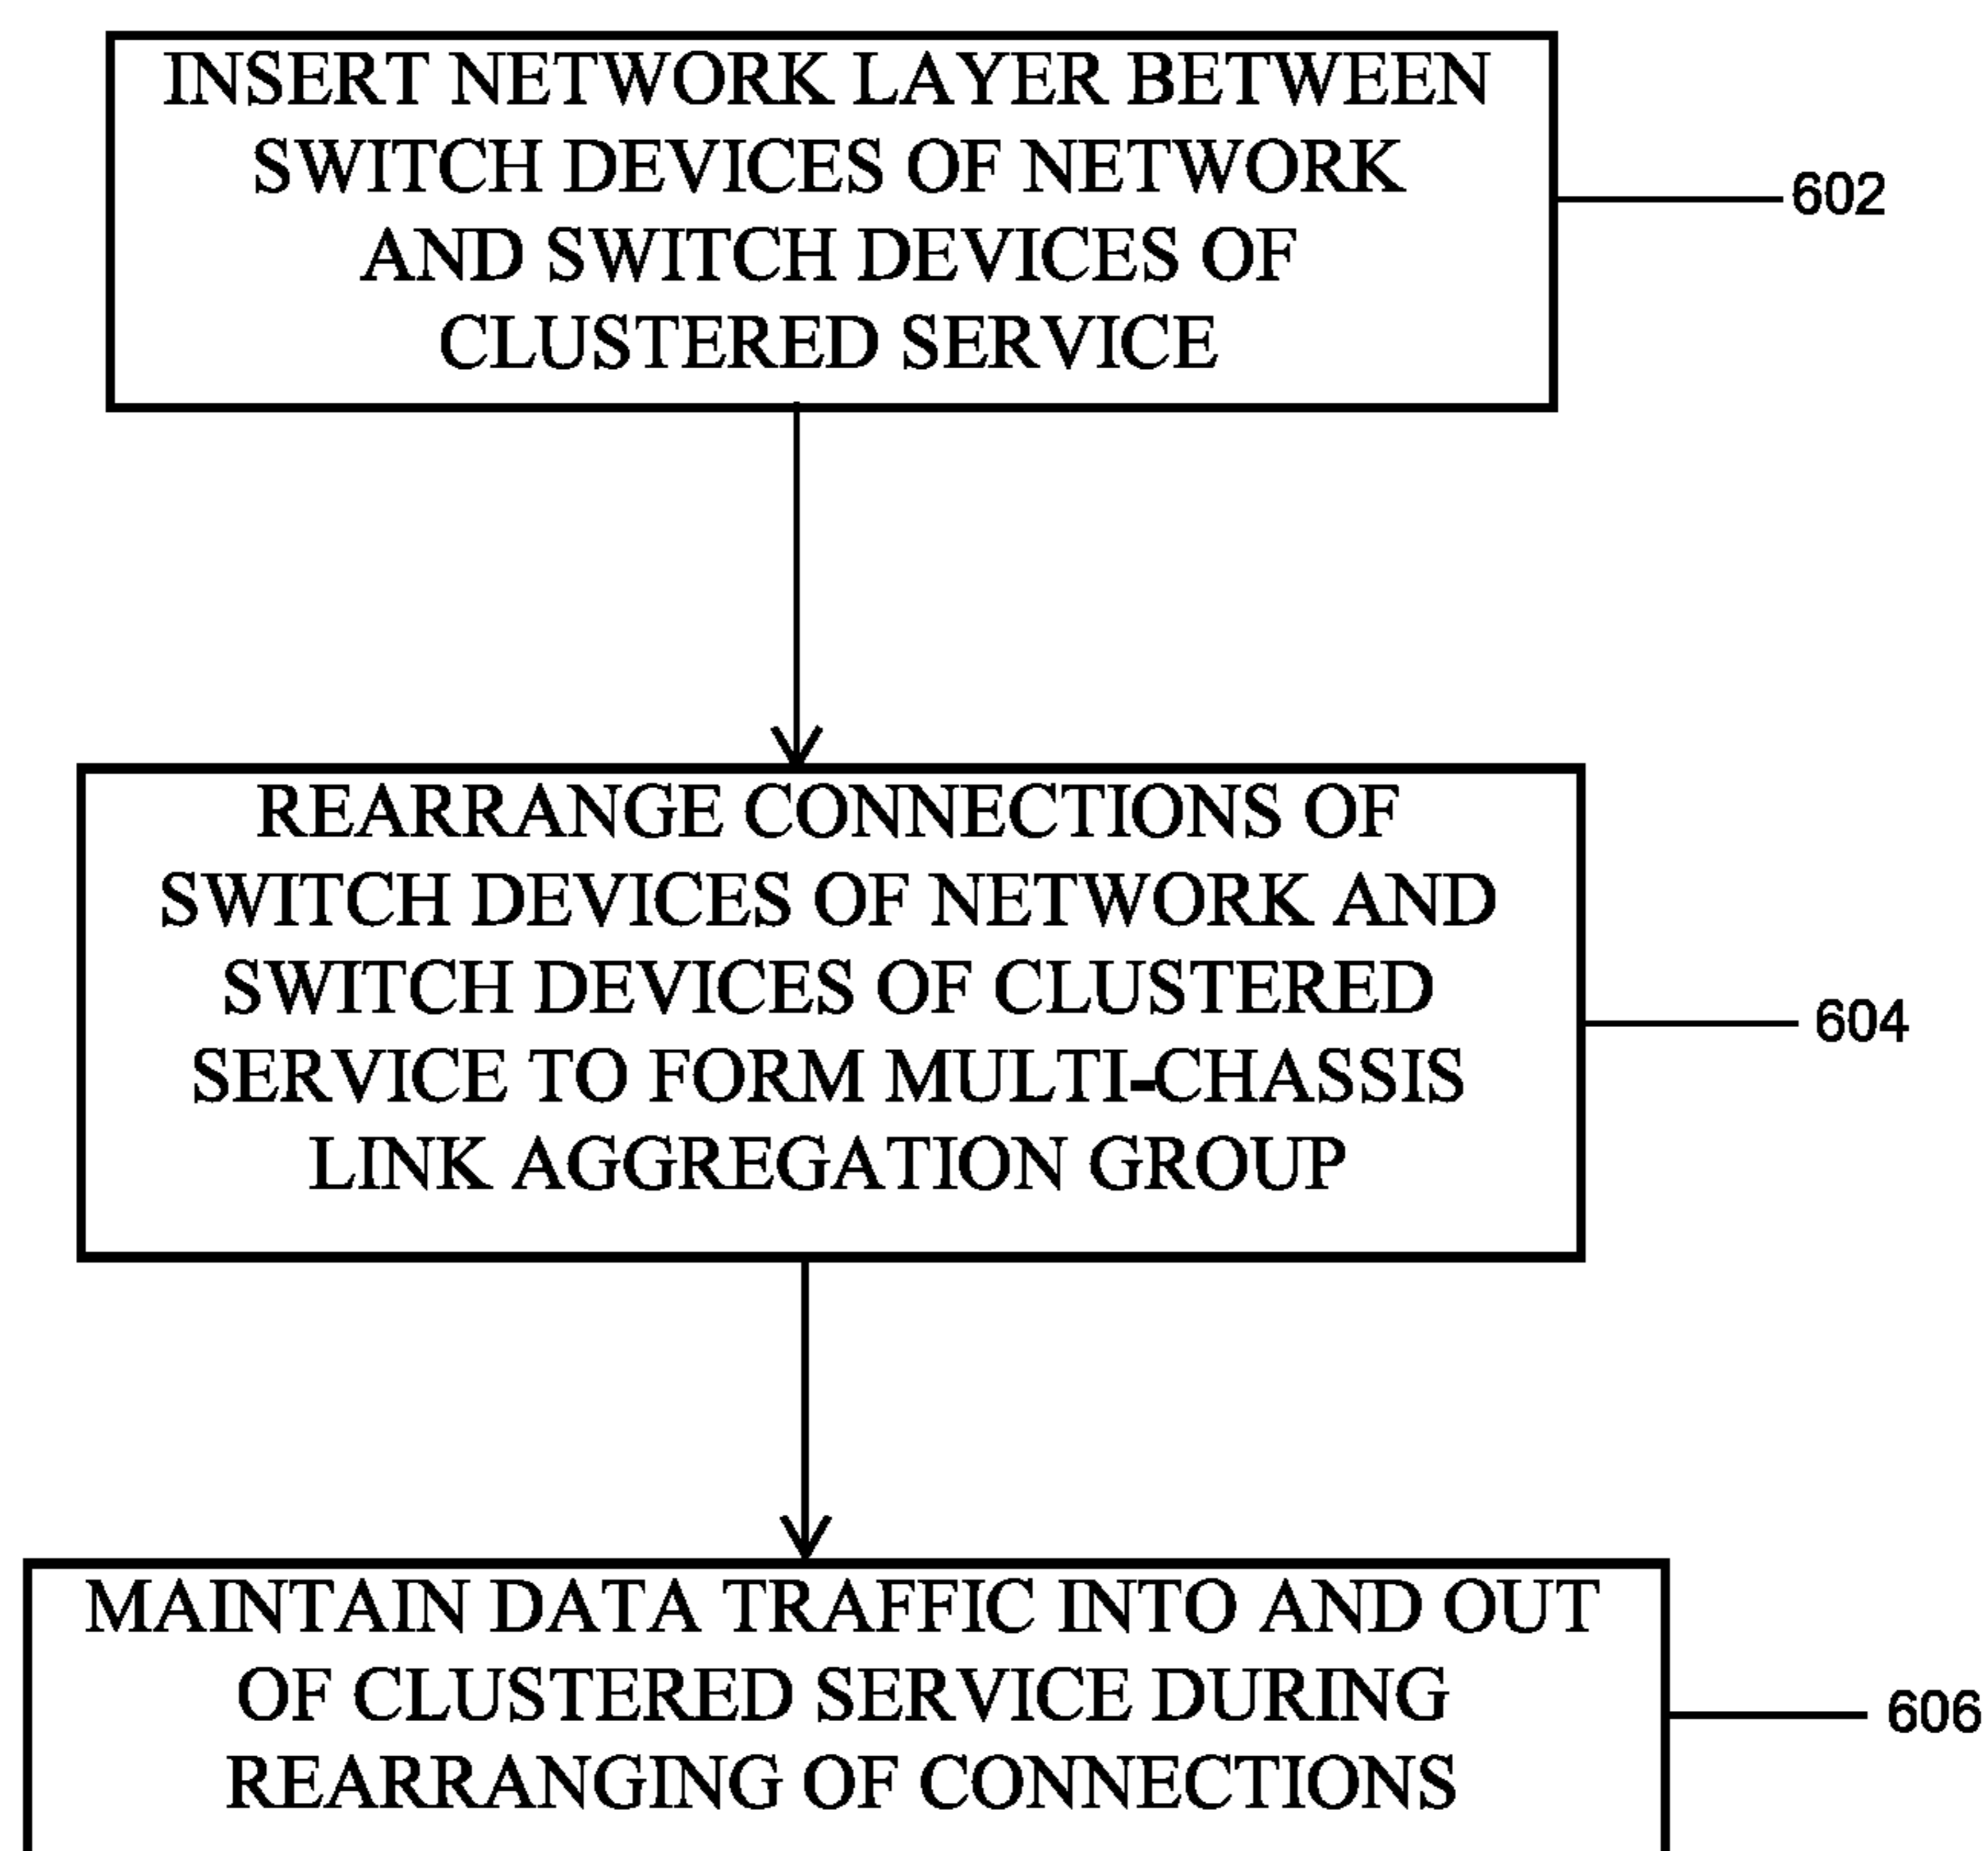 INSERT NETWORK LAYER BETWEEN
SWITCH DEVICES OF NETWORK
AND SWITCH DEVICES OF
CLUSTERED SERVICE
602
REARRANGE CONNECTIONS OF
SWITCH DEVICES OF NETWORK AND
SWITCH DEVICES OF CLUSTERED
SERVICE TO FORM MULTI-CHASSIS
LINK AGGREGATION GROUP
604
MAINTAIN DATA TRAFFIC INTO AND OUT
OF CLUSTERED SERVICE DURING
REARRANGING OF CONNECTIONS
606